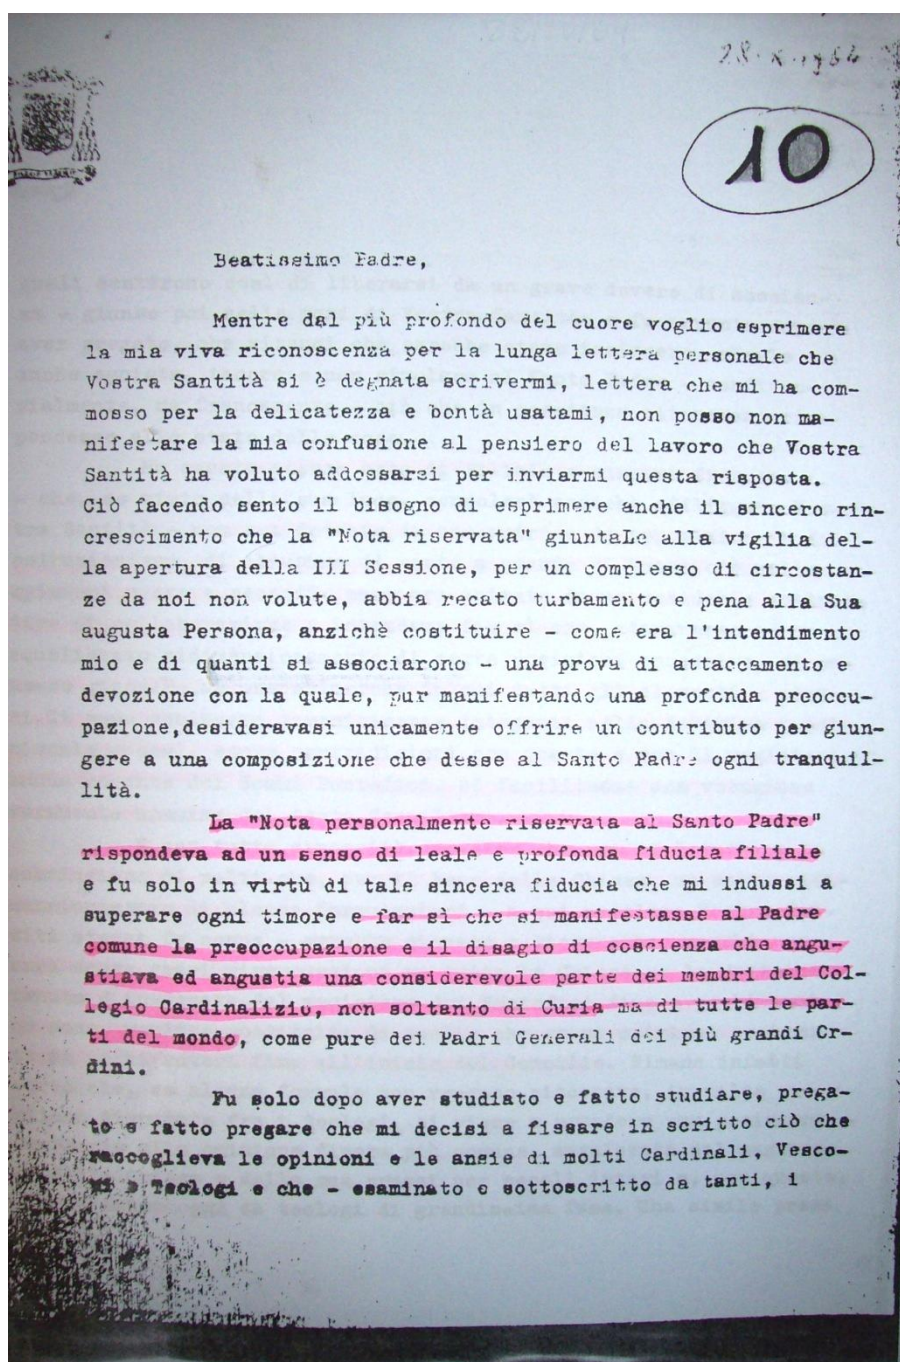 28.X.1964
10
Beatissimo Padre,
Mentre dal più profondo del cuore voglio esprimere
la mia viva riconoscenza per la lunga lettera personale che
Vostra Santità si è degnata scrivermi, lettera che mi ha com-
mosso per la delicatezza e bontà usatami, non posso non ma-
nifestare la mia confusione al pensiero del lavoro che Vostra
Santità ha voluto addossarsi per inviarmi questa risposta.
Ciò facendo sento il bisogno di esprimere anche il sincero rin-
crescimento che la "Nota riservata" giuntaLe alla vigilia del-
la apertura della III Sessione, per un complesso di circostan-
ze da noi non volute, abbia recato turbamento e pena alla Sua
augusta Persona, anzichè costituire - come era l'intendimento
mio e di quanti si associarono - una prova di attaccamento e
devozione con la quale, pur manifestando una profonda preoccu-
pazione,desideravasi unicamente offrire un contributo per giun-
gere a una composizione che desse al Santo Padre ogni tranquil-
lità.
La "Nota personalmente riservata al Santo Padre"
rispondeva ad un senso di leale e profonda fiducia filiale
e fu solo in virtù di tale sincera fiducia che mi indussi a
superare ogni timore e far sì che si manifestasse al Padre
comune la preoccupazione e il disagio di coscienza che angu-
stiava ed angustia una considerevole parte dei membri del Col-
legio Cardinalizio, non soltanto di Curia ma di tutte le par-
ti del mondo, come pure dei Padri Generali dei più grandi Or-
dini.
Fu solo dopo aver studiato e fatto studiare, prega-
to e fatto pregare che mi decisi a fissare in scritto ciò che
raccoglieva le opinioni e le ansie di molti Cardinali, Vesco-
vi e Teologi e che - esaminato e sottoscritto da tanti, i